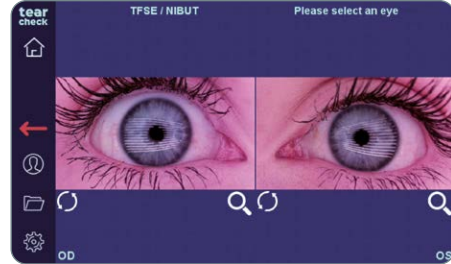 tear
check
TFSE / NIBUT
Please select an eye
OD
OS